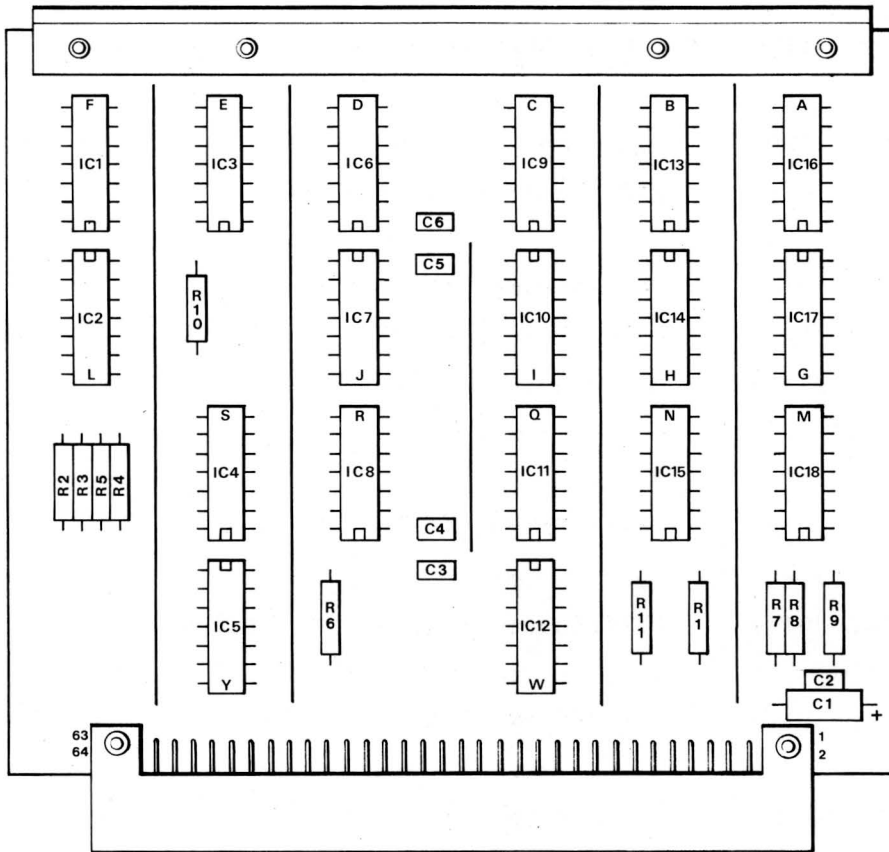 F E D C B A
IC1 IC3 IC6 IC9 IC13 IC16
C6
C5
R10
IC2 IC7 IC10 IC14 IC17
L J I H G
S R Q N M
R2 R3 R5 R4 IC4 IC8 IC11 IC15 IC18
C4
C3
IC5 R6 IC12 R11 R1 R7 R8 R9
Y W
C2
C1 +
63 1
64 2